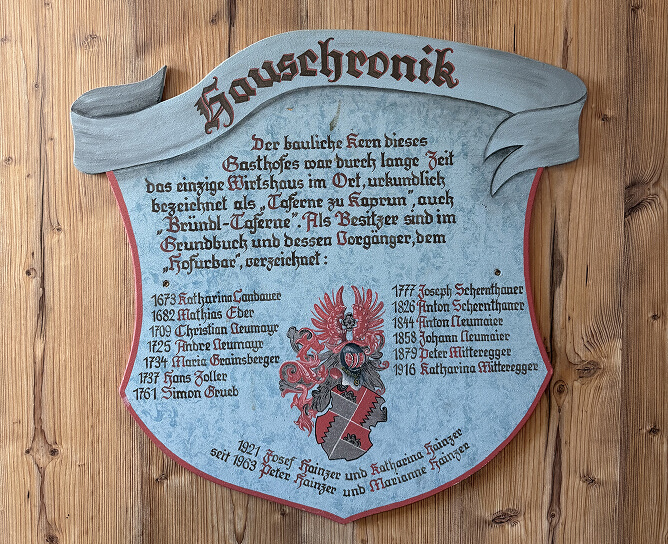 Hauschronik
Der bauliche Kern dieses
Gasthofes war durch lange Zeit
das einzige Wirtshaus im Ort, urkundlich
bezeichnet als „Taferne zu Kaprun", auch
„Bründl-Taferne". Als Besitzer sind im
Grundbuch und dessen Vorgänger, dem
„Hofurbar", verzeichnet:
1673 Katharina Landauer
1682 Mathias Eder
1709 Christian Neumayr
1725 Andre Neumayr
1734 Maria Grainsberger
1737 Hans Zoller
1761 Simon Grueb
1777 Joseph Schernthaner
1826 Anton Schernthaner
1844 Anton Neumaier
1858 Johann Neumaier
1879 Peter Mitteregger
1916 Katharina Mitteregger
1921 Josef Hainzer und Katharina Hainzer
seit 1963 Peter Hainzer und Marianne Hainzer